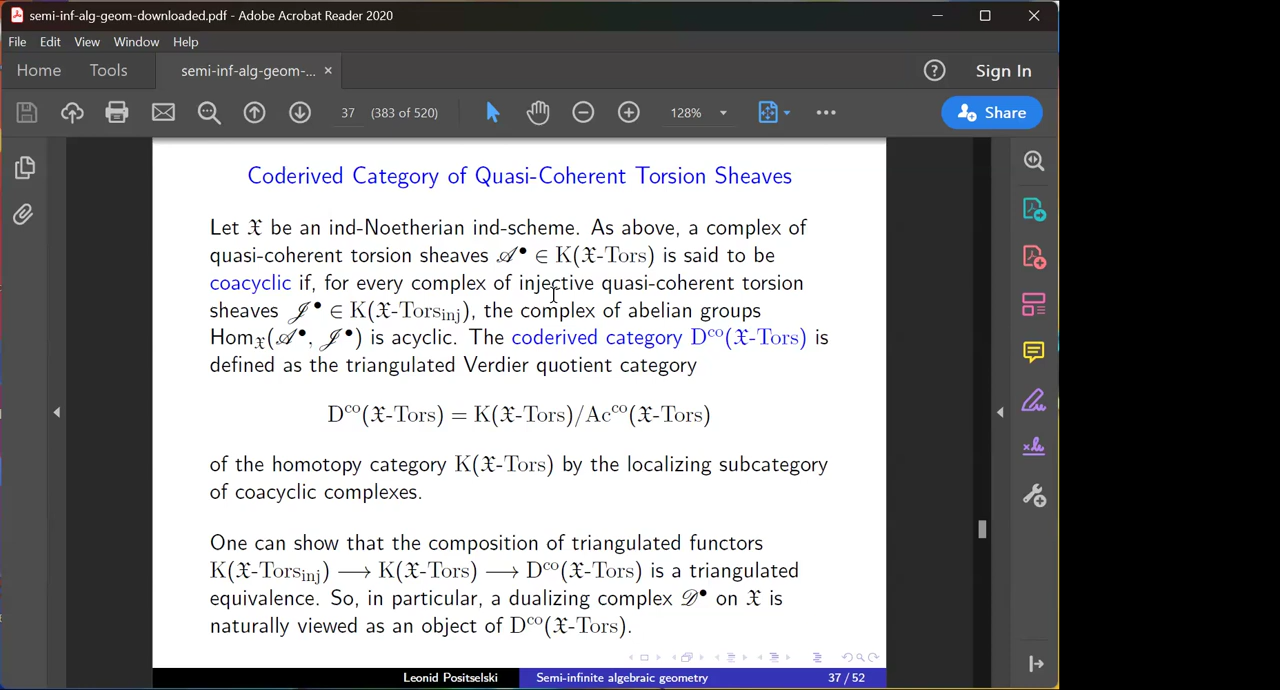 semi-inf-alg-geom-downloaded.pdf - Adobe Acrobat Reader 2020
File Edit View Window Help
Home Tools semi-inf-alg-geom-... × Sign In
37 (383 of 520) 128% Share
Coderived Category of Quasi-Coherent Torsion Sheaves
Let 𝔛 be an ind-Noetherian ind-scheme. As above, a complex of
quasi-coherent torsion sheaves 𝒜• ∈ K(𝔛-Tors) is said to be
coacyclic if, for every complex of injective quasi-coherent torsion
sheaves 𝒥• ∈ K(𝔛-Tors_inj), the complex of abelian groups
Hom_𝔛(𝒜•, 𝒥•) is acyclic. The coderived category D^co(𝔛-Tors) is
defined as the triangulated Verdier quotient category
D^co(𝔛-Tors) = K(𝔛-Tors)/Ac^co(𝔛-Tors)
of the homotopy category K(𝔛-Tors) by the localizing subcategory
of coacyclic complexes.
One can show that the composition of triangulated functors
K(𝔛-Tors_inj) ⟶ K(𝔛-Tors) ⟶ D^co(𝔛-Tors) is a triangulated
equivalence. So, in particular, a dualizing complex 𝒟• on 𝔛 is
naturally viewed as an object of D^co(𝔛-Tors).
Leonid Positselski Semi-infinite algebraic geometry 37 / 52